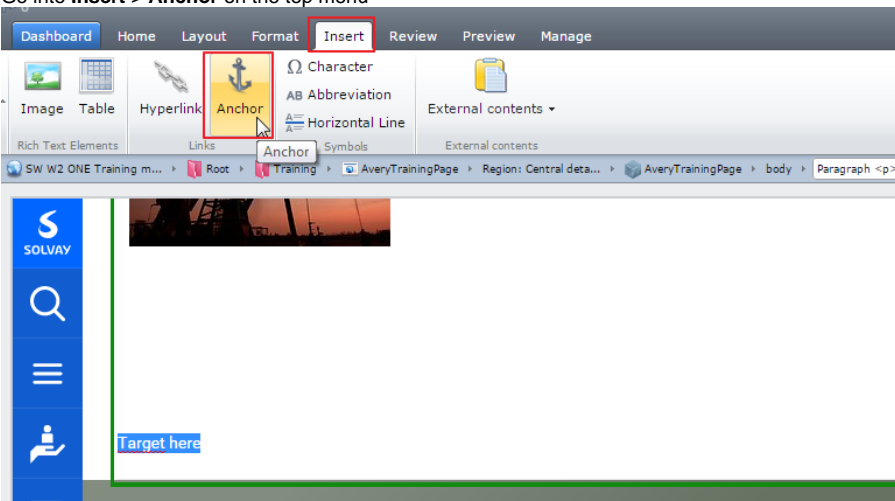 Go into Insert > Anchor on the top menu
Dashboard Home Layout Format Insert Review Preview Manage
Ω Character
AB Abbreviation
Image Table Hyperlink Anchor External contents
Horizontal Line
Rich Text Elements Links Symbols External contents
Anchor
SW W2 ONE Training m... Root Training AveryTrainingPage Region: Central deta... AveryTrainingPage body Paragraph <p>
SOLVAY
Target here